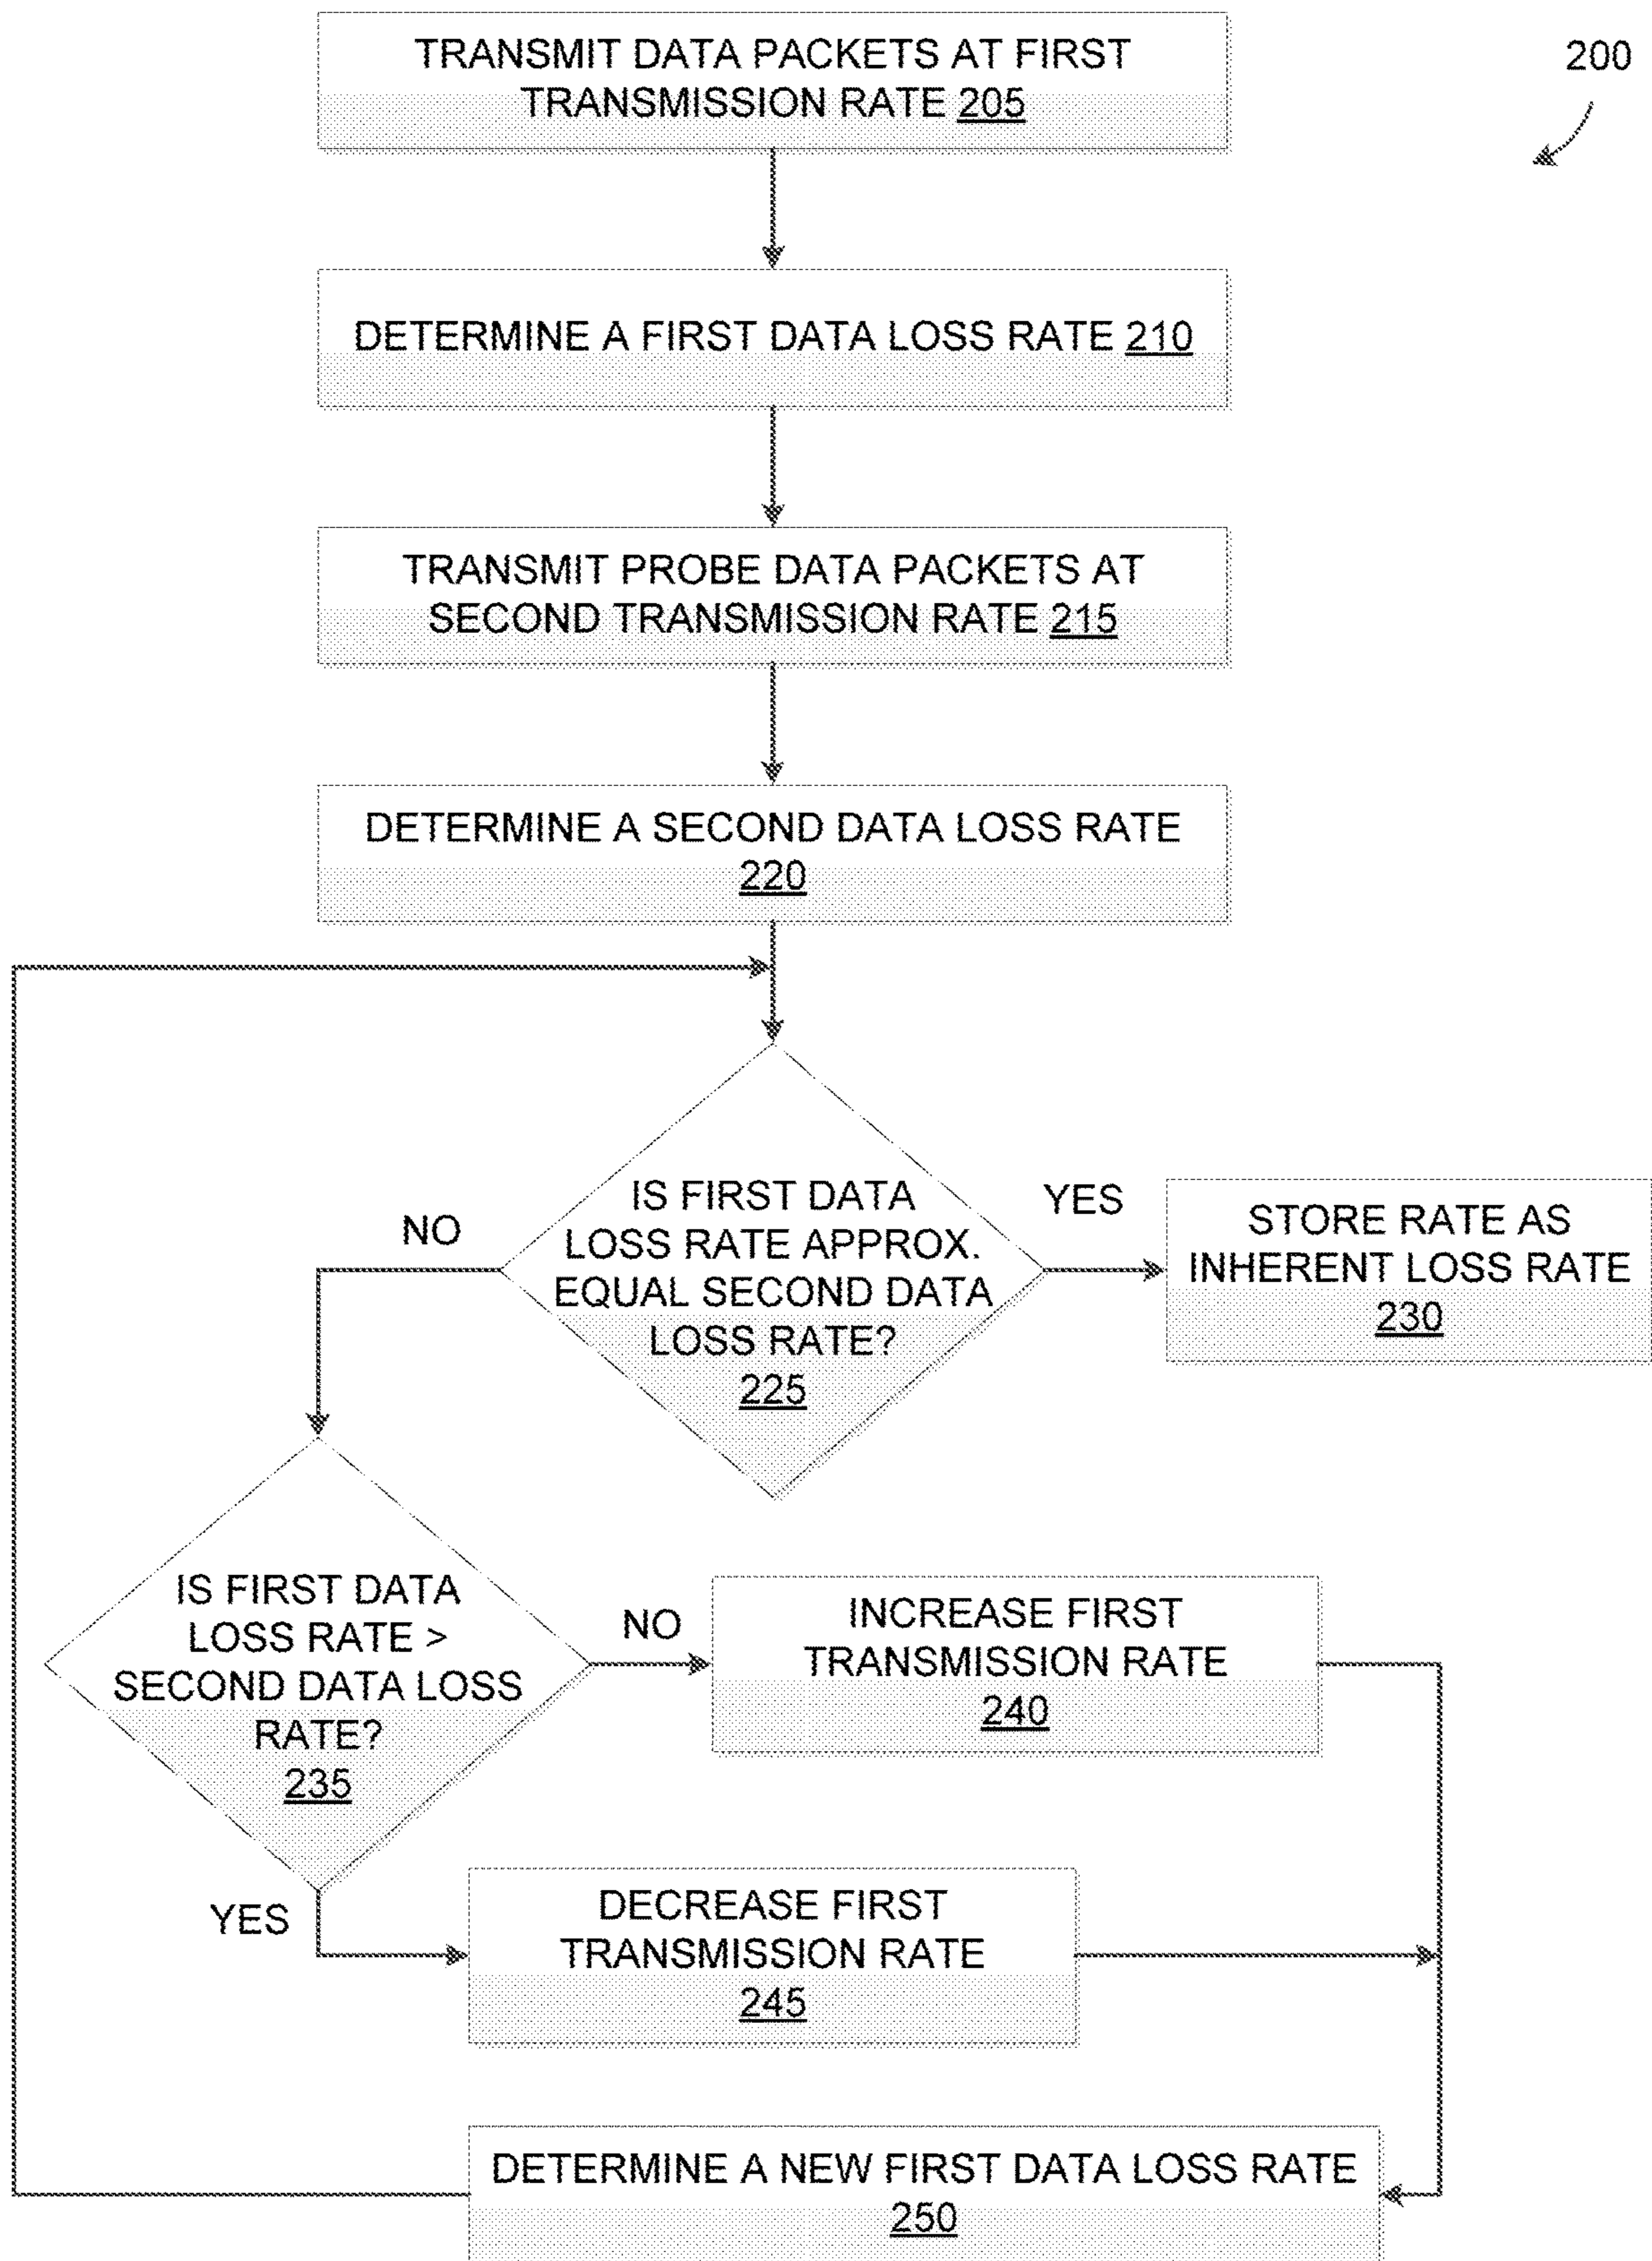 200
TRANSMIT DATA PACKETS AT FIRST
TRANSMISSION RATE 205
DETERMINE A FIRST DATA LOSS RATE 210
TRANSMIT PROBE DATA PACKETS AT
SECOND TRANSMISSION RATE 215
DETERMINE A SECOND DATA LOSS RATE
220
IS FIRST DATA
LOSS RATE APPROX.
EQUAL SECOND DATA
LOSS RATE?
225
YES
STORE RATE AS
INHERENT LOSS RATE
230
NO
IS FIRST DATA
LOSS RATE >
SECOND DATA LOSS
RATE?
235
NO
INCREASE FIRST
TRANSMISSION RATE
240
YES
DECREASE FIRST
TRANSMISSION RATE
245
DETERMINE A NEW FIRST DATA LOSS RATE
250